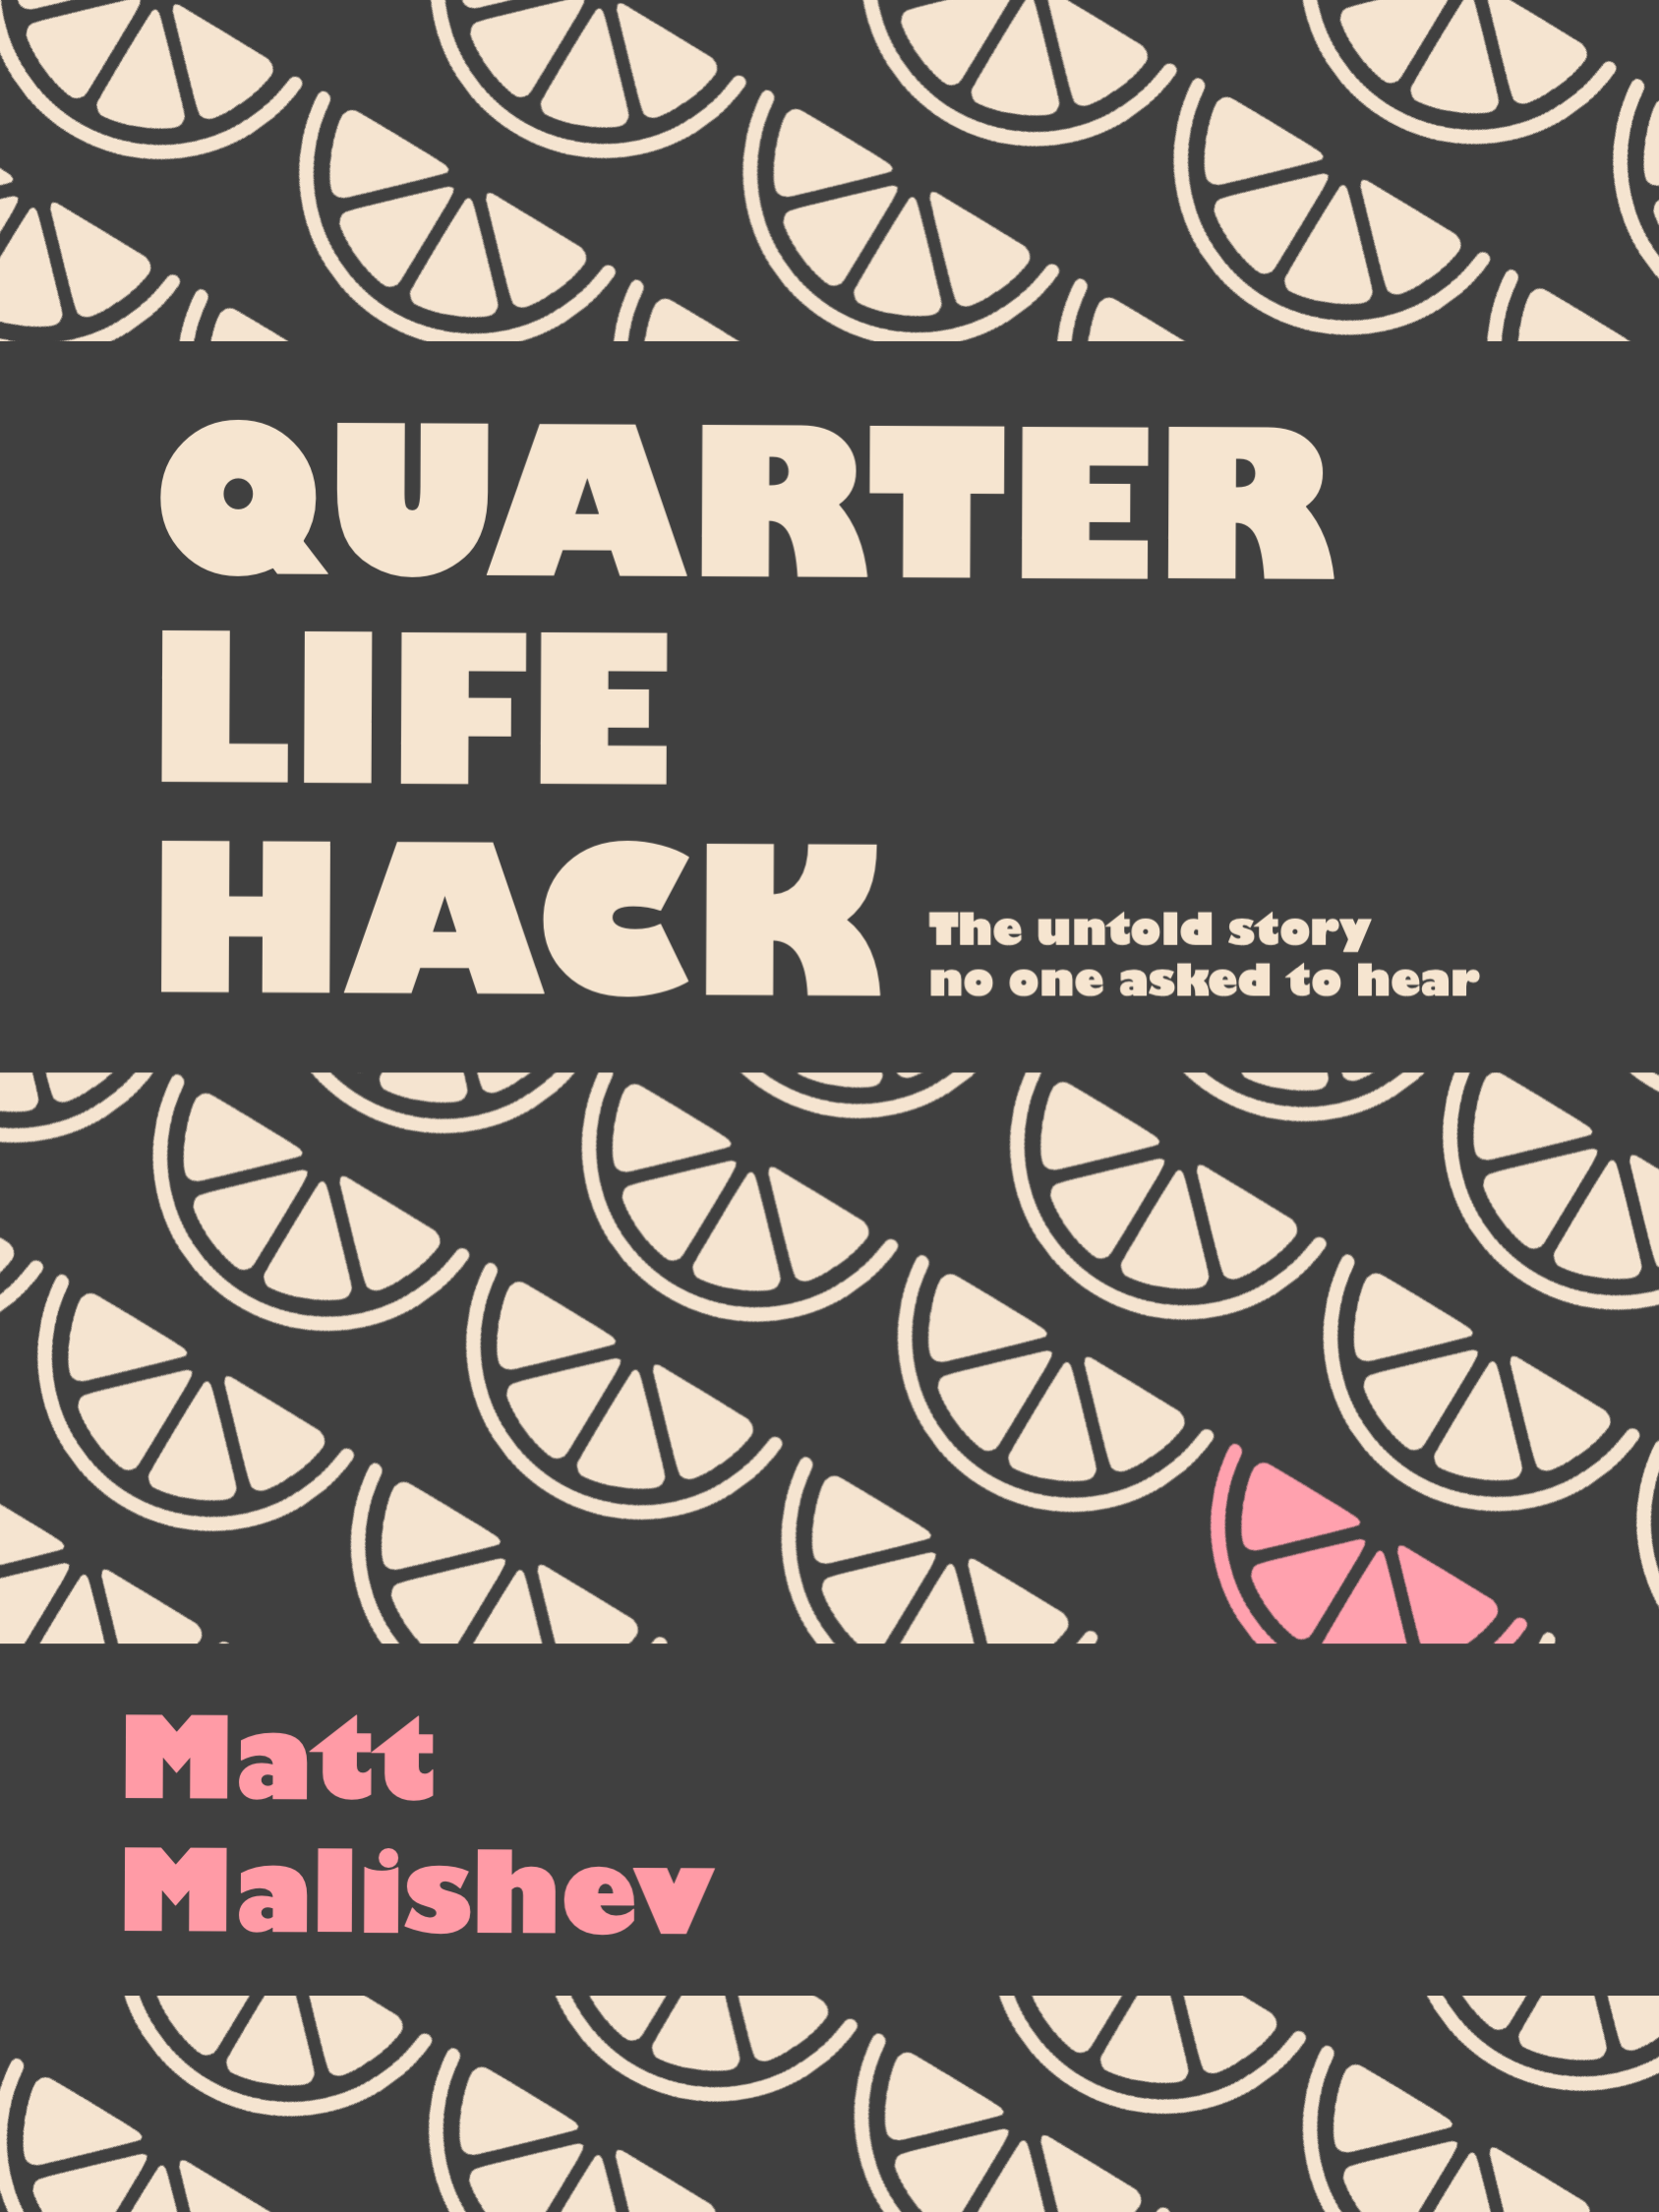 QUARTER
LIFE
HACK
The untold story
no one asked to hear
Matt
Malishev